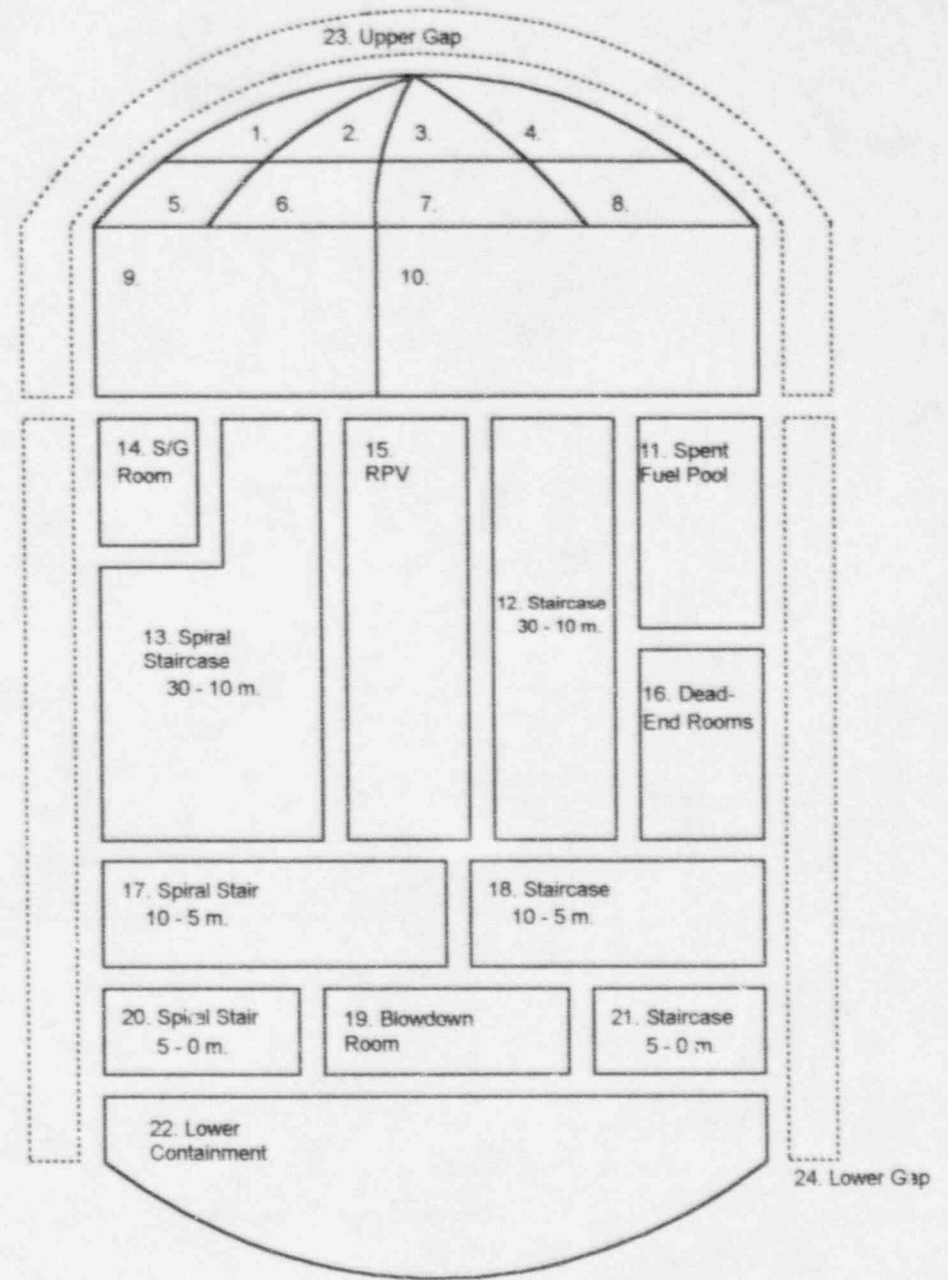 23. Upper Gap
1.
2.
3.
4.
5.
6.
7.
8.
9.
10.
14. S/G
Room
15.
RPV
11. Spent
Fuel Pool
12. Staircase
30 - 10 m.
13. Spiral
Staircase
30 - 10 m.
16. Dead-
End Rooms
17. Spiral Stair
10 - 5 m.
18. Staircase
10 - 5 m.
20. Spiral Stair
5 - 0 m.
19. Blowdown
Room
21. Staircase
5 - 0 m.
22. Lower
Containment
24. Lower Gap